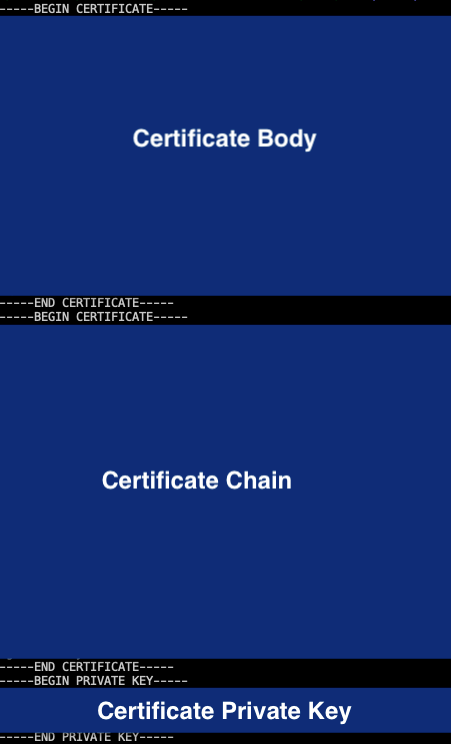 -----BEGIN CERTIFICATE-----
Certificate Body
-----END CERTIFICATE-----
-----BEGIN CERTIFICATE-----
Certificate Chain
-----END CERTIFICATE-----
-----BEGIN PRIVATE KEY-----
Certificate Private Key
-----END PRIVATE KEY-----